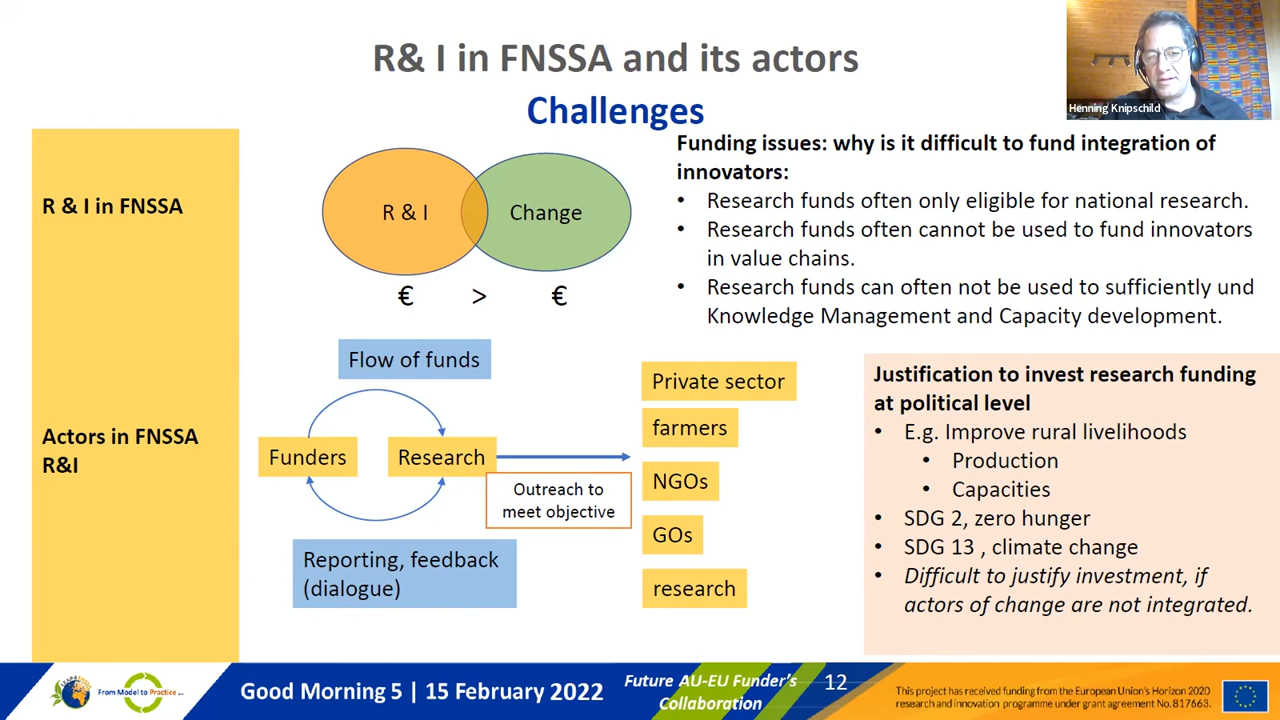 R& I in FNSSA and its actors
Challenges
Henning Knipschild
R & I in FNSSA
R & I
Change
€ > €
Funding issues: why is it difficult to fund integration of
innovators:
• Research funds often only eligible for national research.
• Research funds often cannot be used to fund innovators
in value chains.
• Research funds can often not be used to sufficiently und
Knowledge Management and Capacity development.
Actors in FNSSA
R&I
Flow of funds
Funders
Research
Outreach to
meet objective
Reporting, feedback
(dialogue)
Private sector
farmers
NGOs
GOs
research
Justification to invest research funding
at political level
• E.g. Improve rural livelihoods
• Production
• Capacities
• SDG 2, zero hunger
• SDG 13 , climate change
• Difficult to justify investment, if
actors of change are not integrated.
From Model to Practice
Good Morning 5 | 15 February 2022
Future AU-EU Funder's
Collaboration
12
This project has received funding from the European Union's Horizon 2020
research and innovation programme under grant agreement No. 817663.